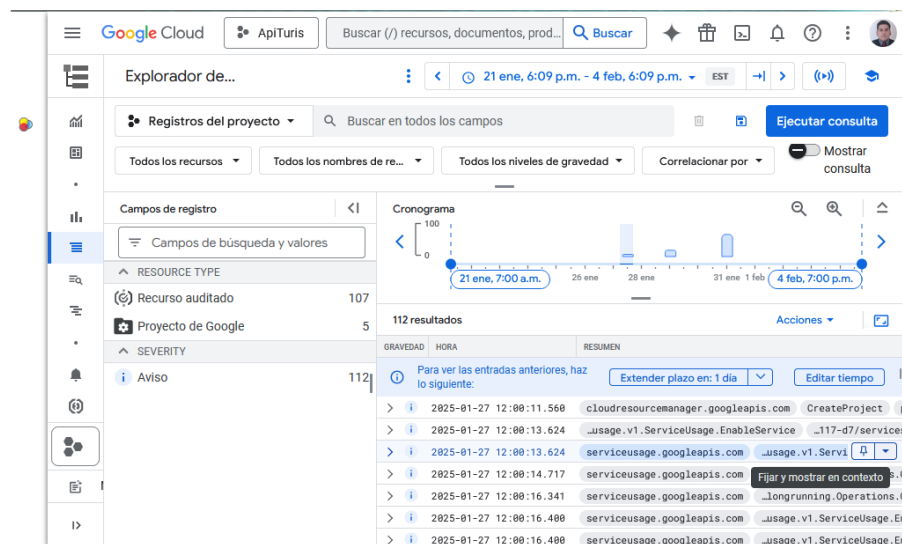 Google Cloud
ApiTuris
Buscar (/) recursos, documentos, prod...
Buscar
Explorador de...
21 ene, 6:09 p.m. - 4 feb, 6:09 p.m.
EST
Registros del proyecto
Buscar en todos los campos
Ejecutar consulta
Todos los recursos
Todos los nombres de re...
Todos los niveles de gravedad
Correlacionar por
Mostrar consulta
Campos de registro
Campos de búsqueda y valores
RESOURCE TYPE
Recurso auditado 107
Proyecto de Google 5
SEVERITY
Aviso 112
Cronograma
100
0
21 ene, 7:00 a.m.
26 ene
28 ene
31 ene
1 feb
4 feb, 7:00 p.m.
112 resultados
Acciones
GRAVEDAD HORA RESUMEN
Para ver las entradas anteriores, haz
lo siguiente:
Extender plazo en: 1 día
Editar tiempo
2025-01-27 12:00:11.560 cloudresourcemanager.googleapis.com CreateProject
2025-01-27 12:00:13.624 …usage.v1.ServiceUsage.EnableService …117-d7/services
2025-01-27 12:00:13.624 serviceusage.googleapis.com …usage.v1.Servi
2025-01-27 12:00:14.717 serviceusage.googleapis.com
Fijar y mostrar en contexto
2025-01-27 12:00:16.341 serviceusage.googleapis.com …longrunning.Operations.
2025-01-27 12:00:16.400 serviceusage.googleapis.com …usage.v1.ServiceUsage.En
2025-01-27 12:00:16.400 serviceusage.googleapis.com …usage.v1.ServiceUsage.En